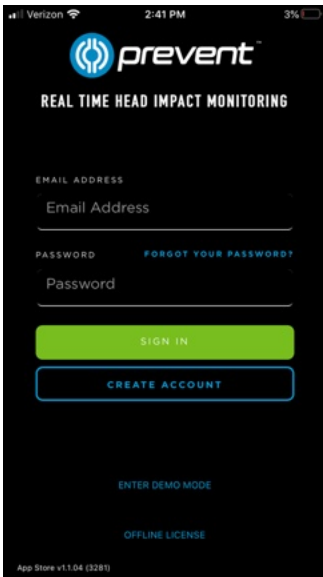 Verizon 2:41 PM 3%
prevent™
REAL TIME HEAD IMPACT MONITORING
EMAIL ADDRESS
Email Address
PASSWORD FORGOT YOUR PASSWORD?
Password
SIGN IN
CREATE ACCOUNT
ENTER DEMO MODE
OFFLINE LICENSE
App Store v1.1.04 (3281)